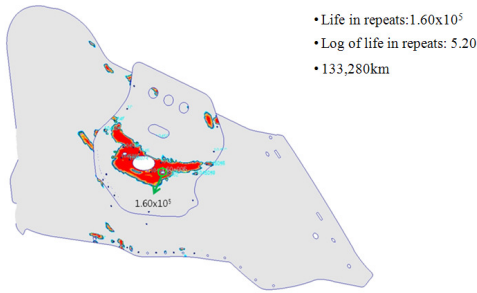 • Life in repeats:1.60x10⁵
• Log of life in repeats: 5.20
• 133,280km
1.60x10⁵